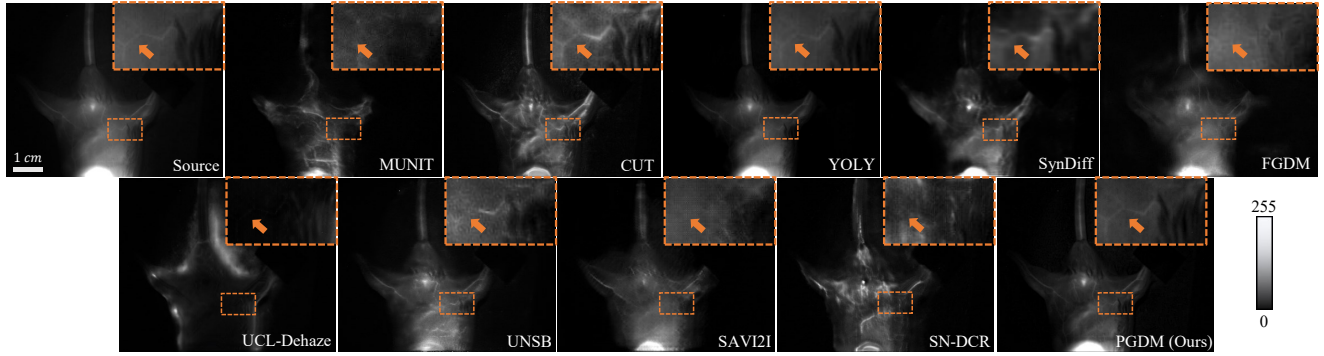 1 cm
Source
MUNIT
CUT
YOLY
SynDiff
FGDM
UCL-Dehaze
UNSB
SAVI2I
SN-DCR
PGDM (Ours)
255
0